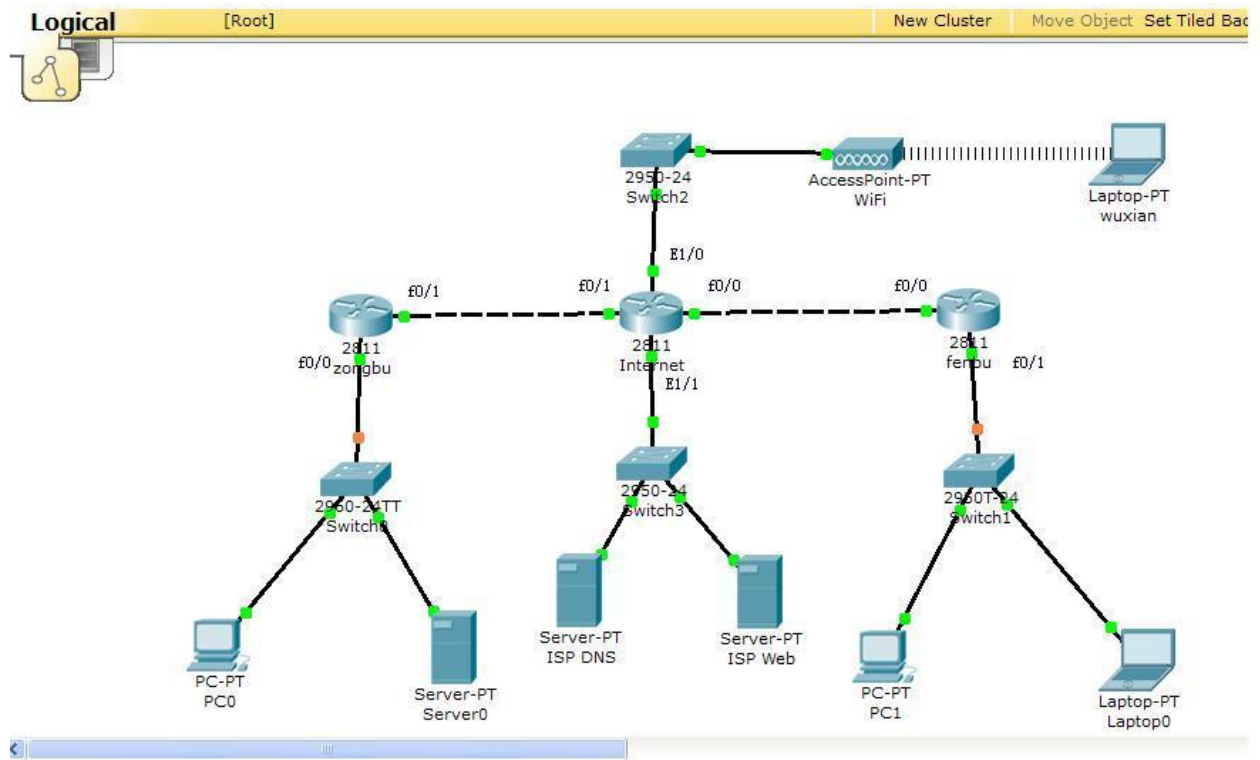 Logical
[Root]
New Cluster
Move Object
Set Tiled Bac
2950-24
Switch2
AccessPoint-PT
WiFi
Laptop-PT
wuxian
E1/0
f0/1
f0/1
f0/0
f0/0
2811
zongbu
f0/0
2811
Internet
E1/1
2811
fenbu
f0/1
2960-24TT
Switch0
2950-24
Switch3
2950T-24
Switch1
Server-PT
ISP DNS
Server-PT
ISP Web
PC-PT
PC0
Server-PT
Server0
PC-PT
PC1
Laptop-PT
Laptop0